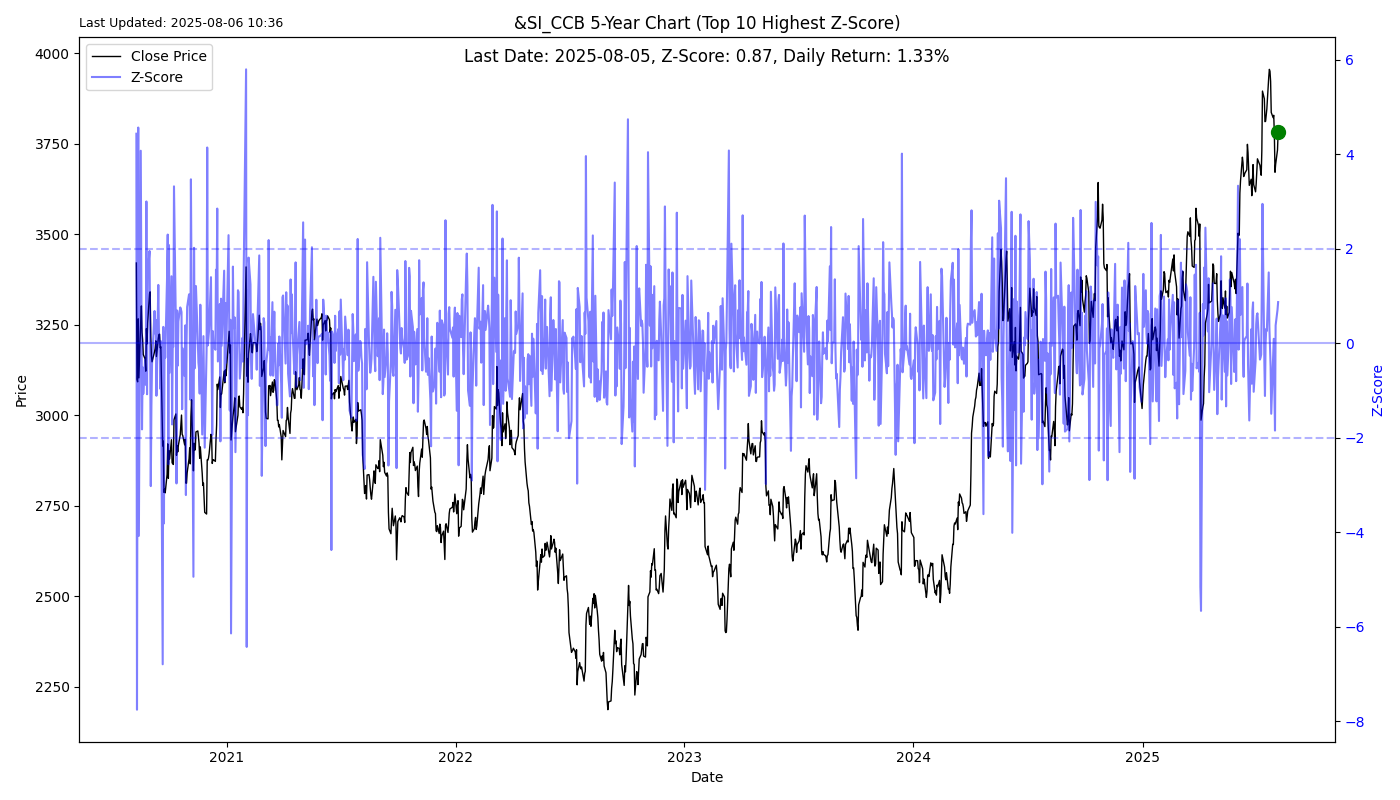 Last Updated: 2025-08-06 10:36
&SI_CCB 5-Year Chart (Top 10 Highest Z-Score)
Last Date: 2025-08-05, Z-Score: 0.87, Daily Return: 1.33%
Close Price
Z-Score
4000
3750
3500
3250
3000
2750
2500
2250
Price
6
4
2
0
−2
−4
−6
−8
Z-Score
2021
2022
2023
2024
2025
Date